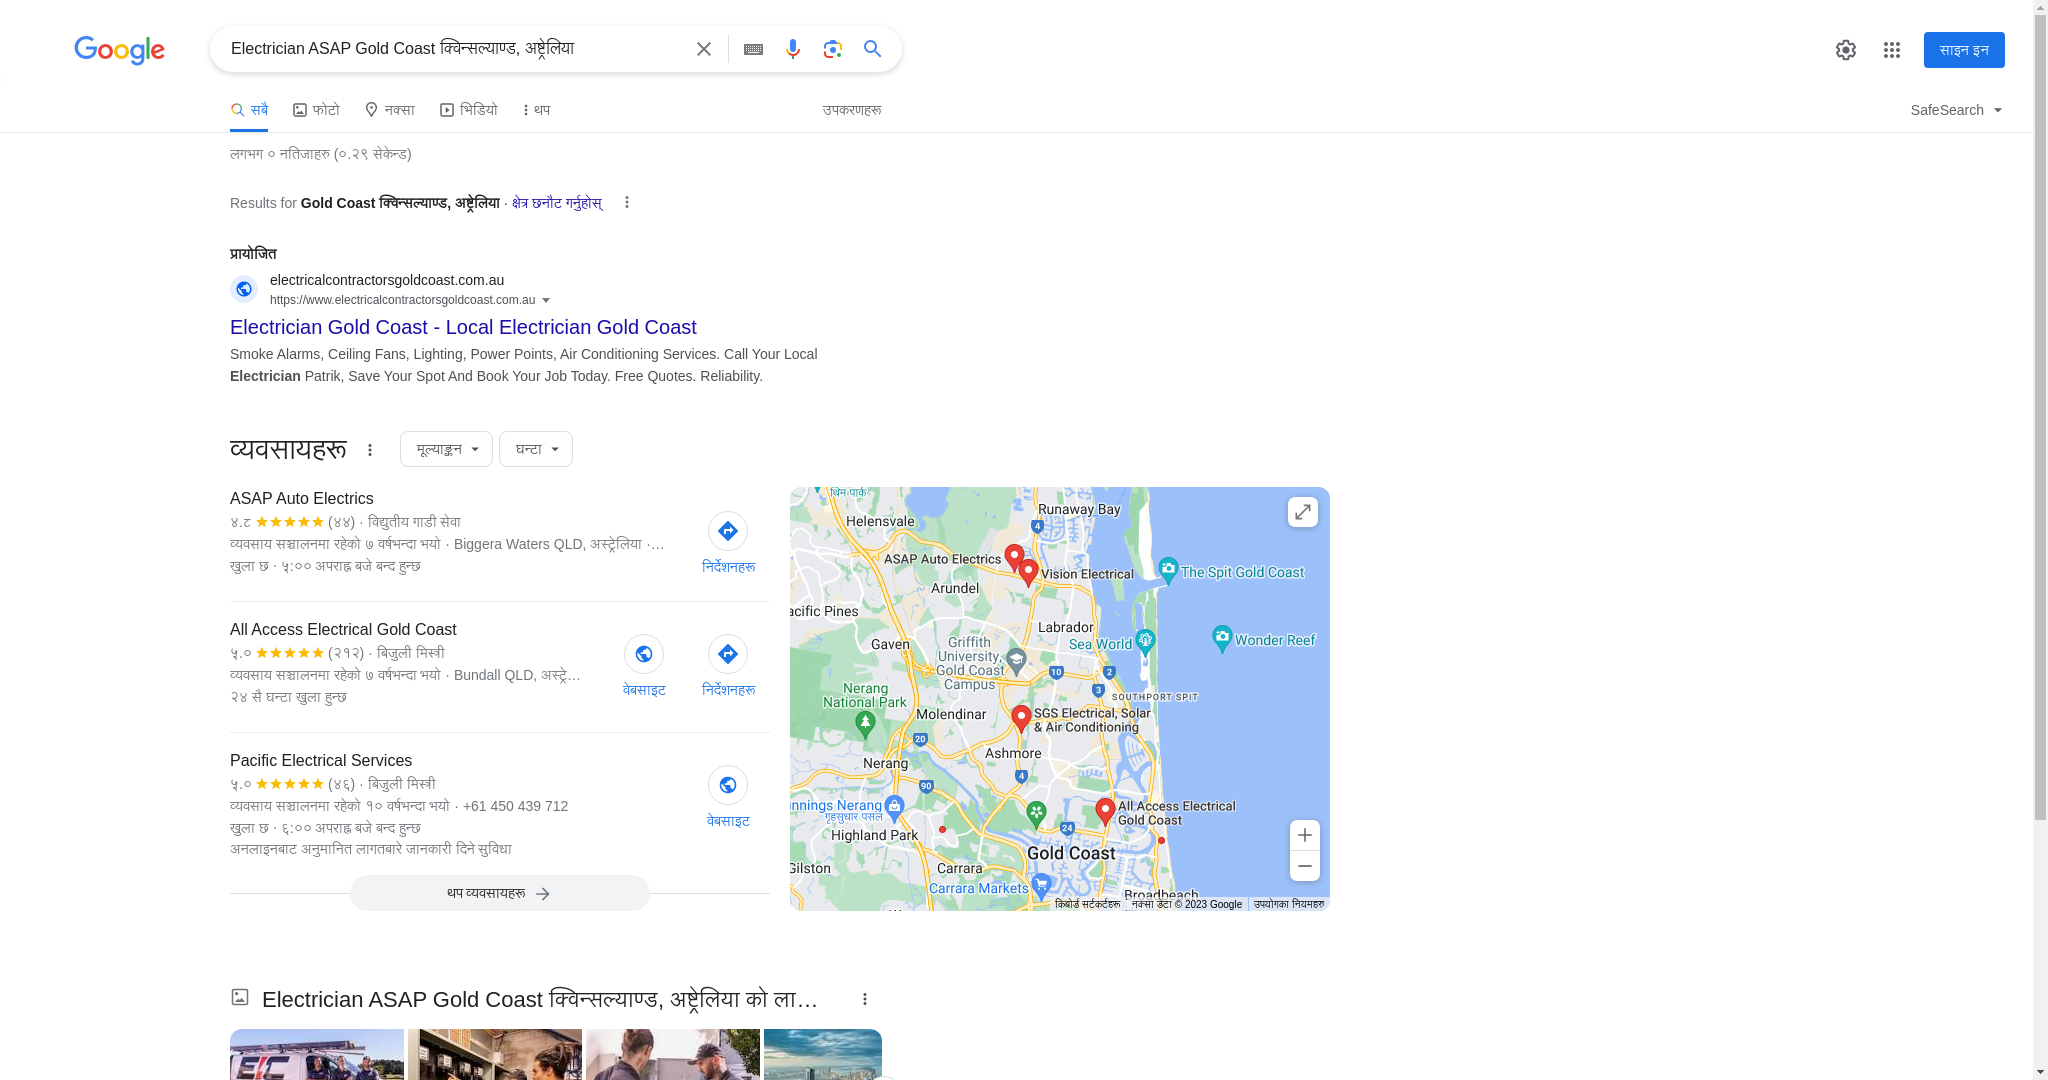 Google
Electrician ASAP Gold Coast क्विन्सल्याण्ड, अष्ट्रेलिया
साइन इन
सबै
फोटो
नक्सा
भिडियो
थप
उपकरणहरू
SafeSearch
लगभग ० नतिजाहरु (०.२९ सेकेन्ड)
Results for Gold Coast क्विन्सल्याण्ड, अष्ट्रेलिया · क्षेत्र छनौट गर्नुहोस्
प्रायोजित
electricalcontractorsgoldcoast.com.au
https://www.electricalcontractorsgoldcoast.com.au
Electrician Gold Coast - Local Electrician Gold Coast
Smoke Alarms, Ceiling Fans, Lighting, Power Points, Air Conditioning Services. Call Your Local
Electrician Patrik, Save Your Spot And Book Your Job Today. Free Quotes. Reliability.
व्यवसायहरू
मूल्याङ्कन
घन्टा
ASAP Auto Electrics
४.८ (४४) · विद्युतीय गाडी सेवा
व्यवसाय सञ्चालनमा रहेको ७ वर्षभन्दा भयो · Biggera Waters QLD, अस्ट्रेलिया ·…
खुला छ · ५:०० अपराह्न बजे बन्द हुन्छ
निर्देशनहरू
All Access Electrical Gold Coast
५.० (२१२) · बिजुली मिस्त्री
व्यवसाय सञ्चालनमा रहेको ७ वर्षभन्दा भयो · Bundall QLD, अस्ट्रे…
२४ सै घन्टा खुला हुन्छ
वेबसाइट
निर्देशनहरू
Pacific Electrical Services
५.० (४६) · बिजुली मिस्त्री
व्यवसाय सञ्चालनमा रहेको १० वर्षभन्दा भयो · +61 450 439 712
खुला छ · ६:०० अपराह्न बजे बन्द हुन्छ
अनलाइनबाट अनुमानित लागतबारे जानकारी दिने सुविधा
वेबसाइट
थप व्यवसायहरू
थिम पार्क
Runaway Bay
Helensvale
4
ASAP Auto Electrics
Vision Electrical
The Spit Gold Coast
Arundel
acific Pines
Labrador
Gaven
Griffith
University,
Gold Coast
Campus
Sea World
Wonder Reef
10
2
3
SOUTHPORT SPIT
Nerang
National Park
Molendinar
SGS Electrical, Solar
& Air Conditioning
20
Ashmore
Nerang
4
90
nnings Nerang
गृहसुधार पसल
All Access Electrical
Gold Coast
Highland Park
24
Gold Coast
Gilston
Carrara
Carrara Markets
Broadbeach
किबोर्ड सर्टकटहरू
नक्सा डेटा © 2023 Google
उपयोगका नियमहरु
Electrician ASAP Gold Coast क्विन्सल्याण्ड, अष्ट्रेलिया को ला…